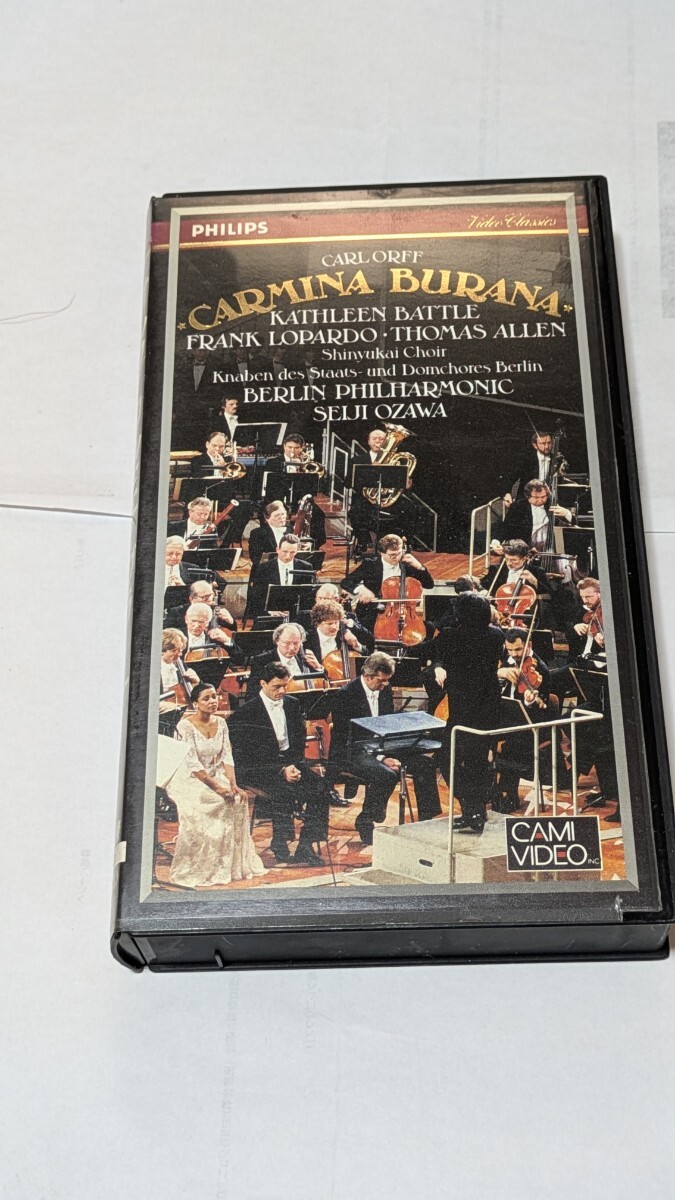 PHILIPS
Video Classics
CARL ORFF
CARMINA BURANA
KATHLEEN BATTLE
FRANK LOPARDO · THOMAS ALLEN
Shinyukai Choir
Knaben des Staats- und Domchores Berlin
BERLIN PHILHARMONIC
SEIJI OZAWA
CAMI
VIDEO INC